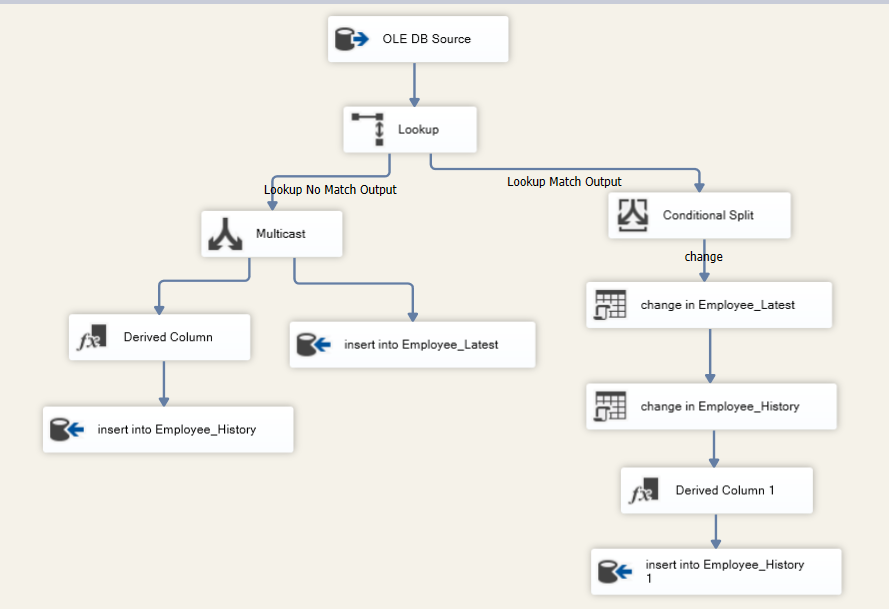 OLE DB Source
Lookup
Lookup No Match Output
Lookup Match Output
Multicast
Conditional Split
change
change in Employee_Latest
Derived Column
insert into Employee_Latest
change in Employee_History
insert into Employee_History
Derived Column 1
insert into Employee_History
1